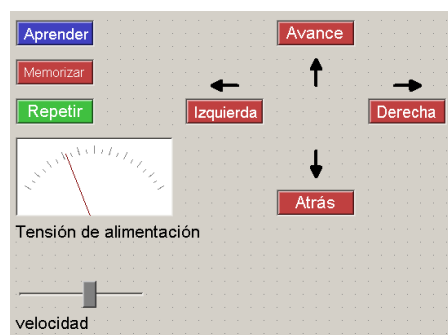 Aprender
Avance
Memorizar
Repetir
Izquierda
Derecha
Atrás
Tensión de alimentación
velocidad